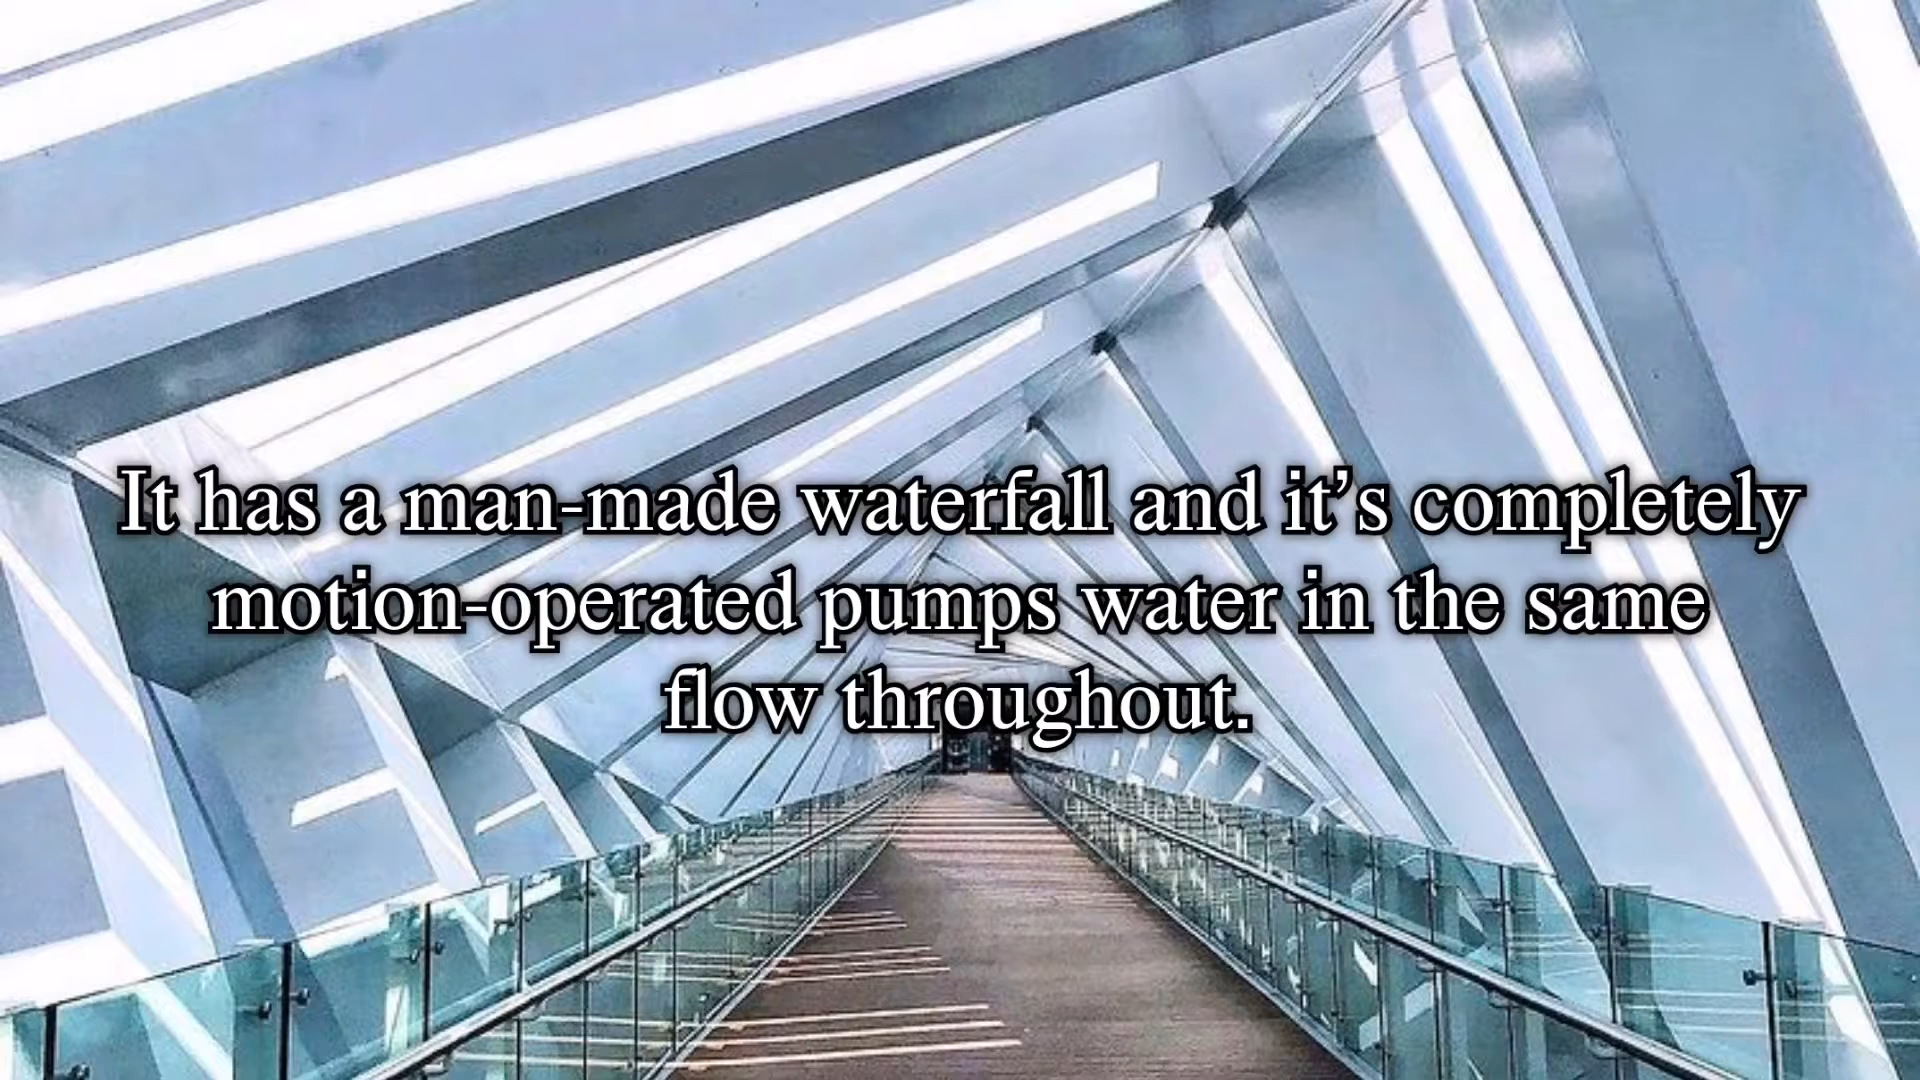 It has a man-made waterfall and it’s completely
motion-operated pumps water in the same
flow throughout.